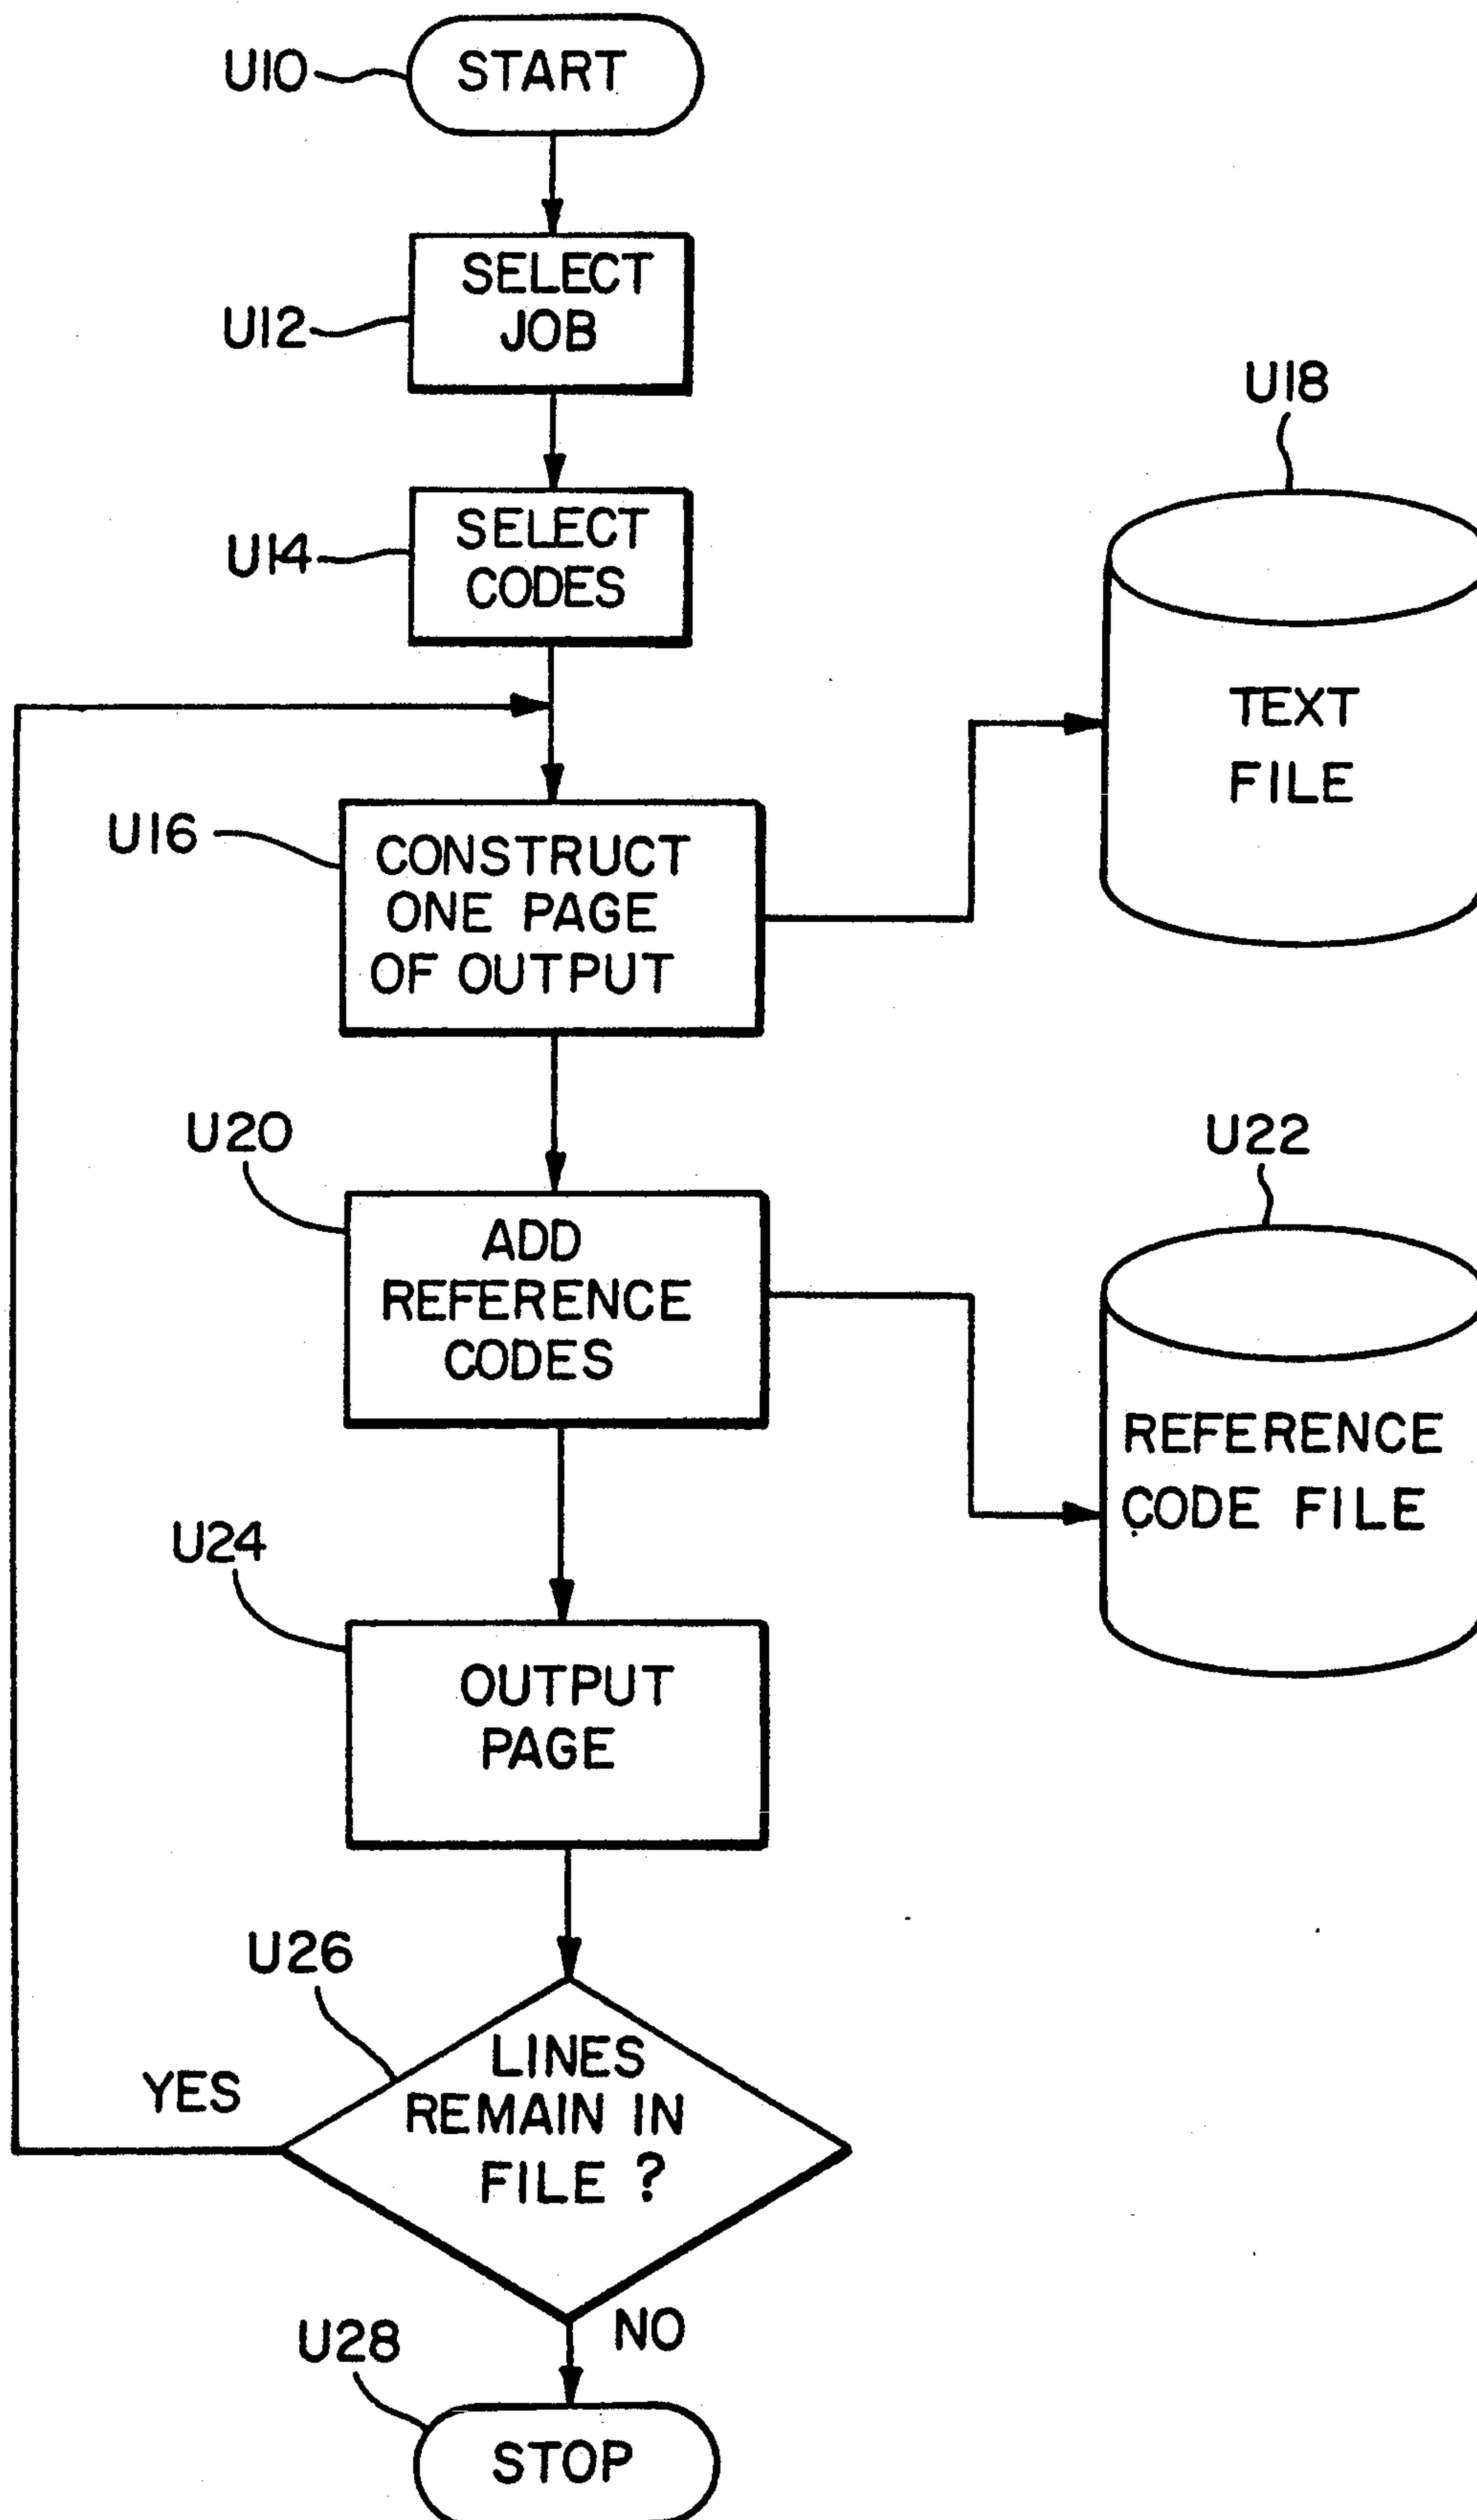 U10
START
U12
SELECT
JOB
U14
SELECT
CODES
U18
TEXT
FILE
U16
CONSTRUCT
ONE PAGE
OF OUTPUT
U20
ADD
REFERENCE
CODES
U22
REFERENCE
CODE FILE
U24
OUTPUT
PAGE
U26
LINES
REMAIN IN
FILE ?
YES
NO
U28
STOP